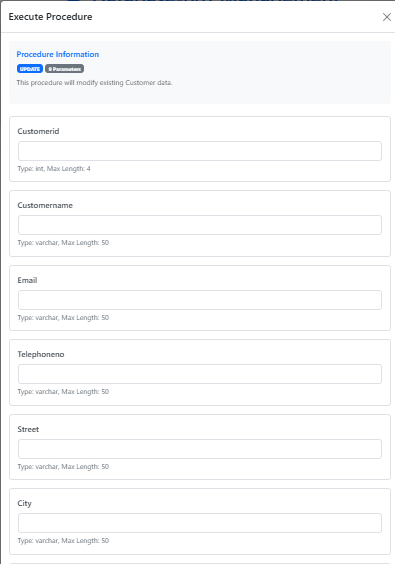 Execute Procedure
Procedure Information
UPDATE 9 Parameters
This procedure will modify existing Customer data.
Customerid
Type: int, Max Length: 4
Customername
Type: varchar, Max Length: 50
Email
Type: varchar, Max Length: 50
Telephoneno
Type: varchar, Max Length: 50
Street
Type: varchar, Max Length: 50
City
Type: varchar, Max Length: 50